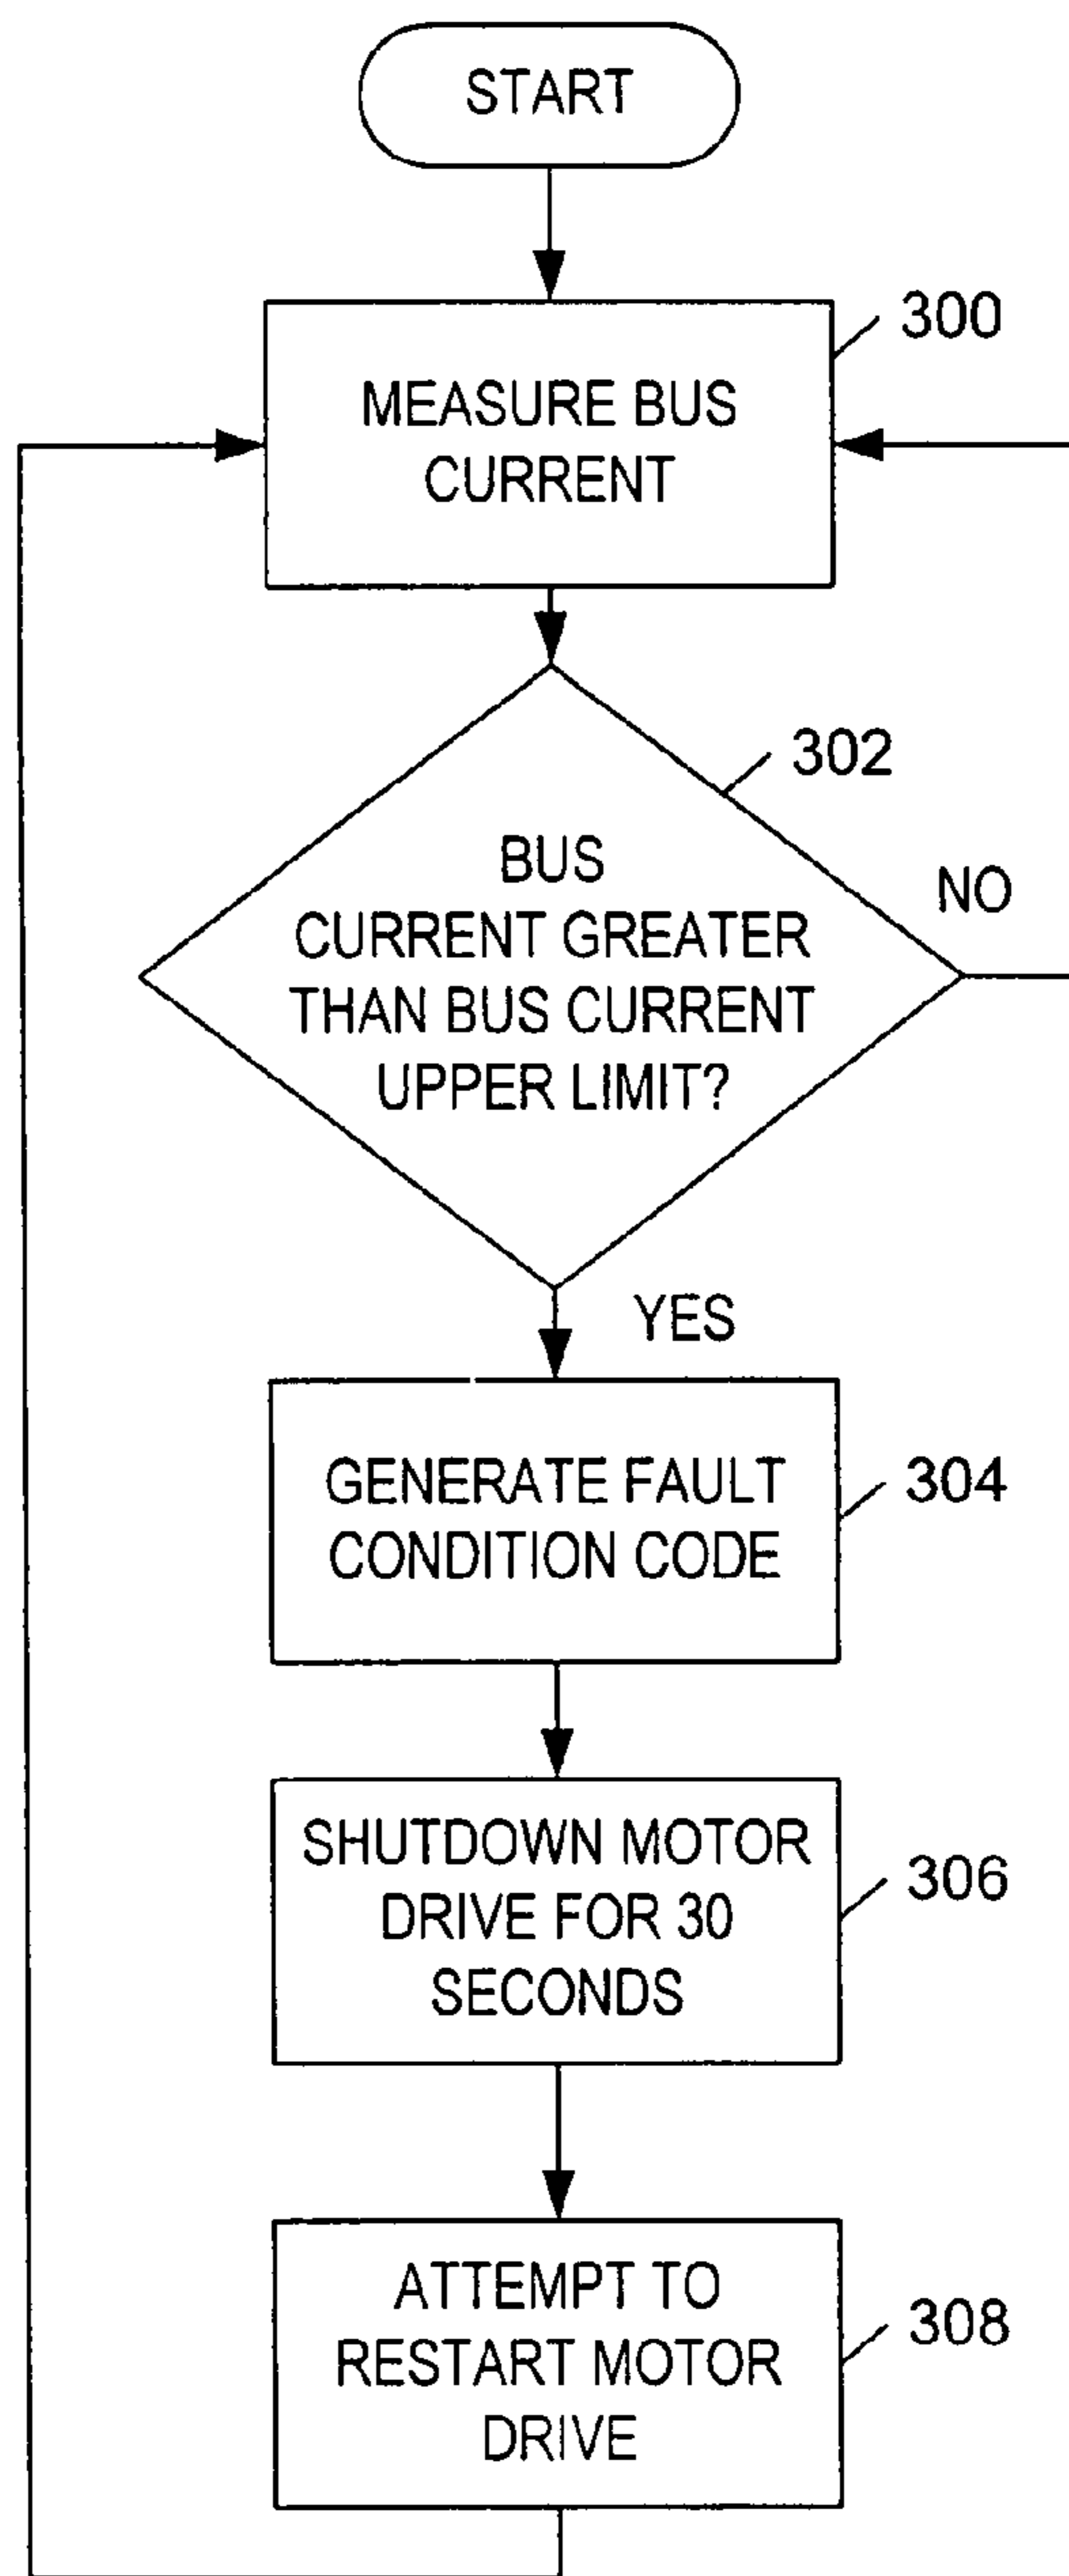 START
300
MEASURE BUS
CURRENT
302
BUS
CURRENT GREATER
THAN BUS CURRENT
UPPER LIMIT?
NO
YES
304
GENERATE FAULT
CONDITION CODE
306
SHUTDOWN MOTOR
DRIVE FOR 30
SECONDS
308
ATTEMPT TO
RESTART MOTOR
DRIVE